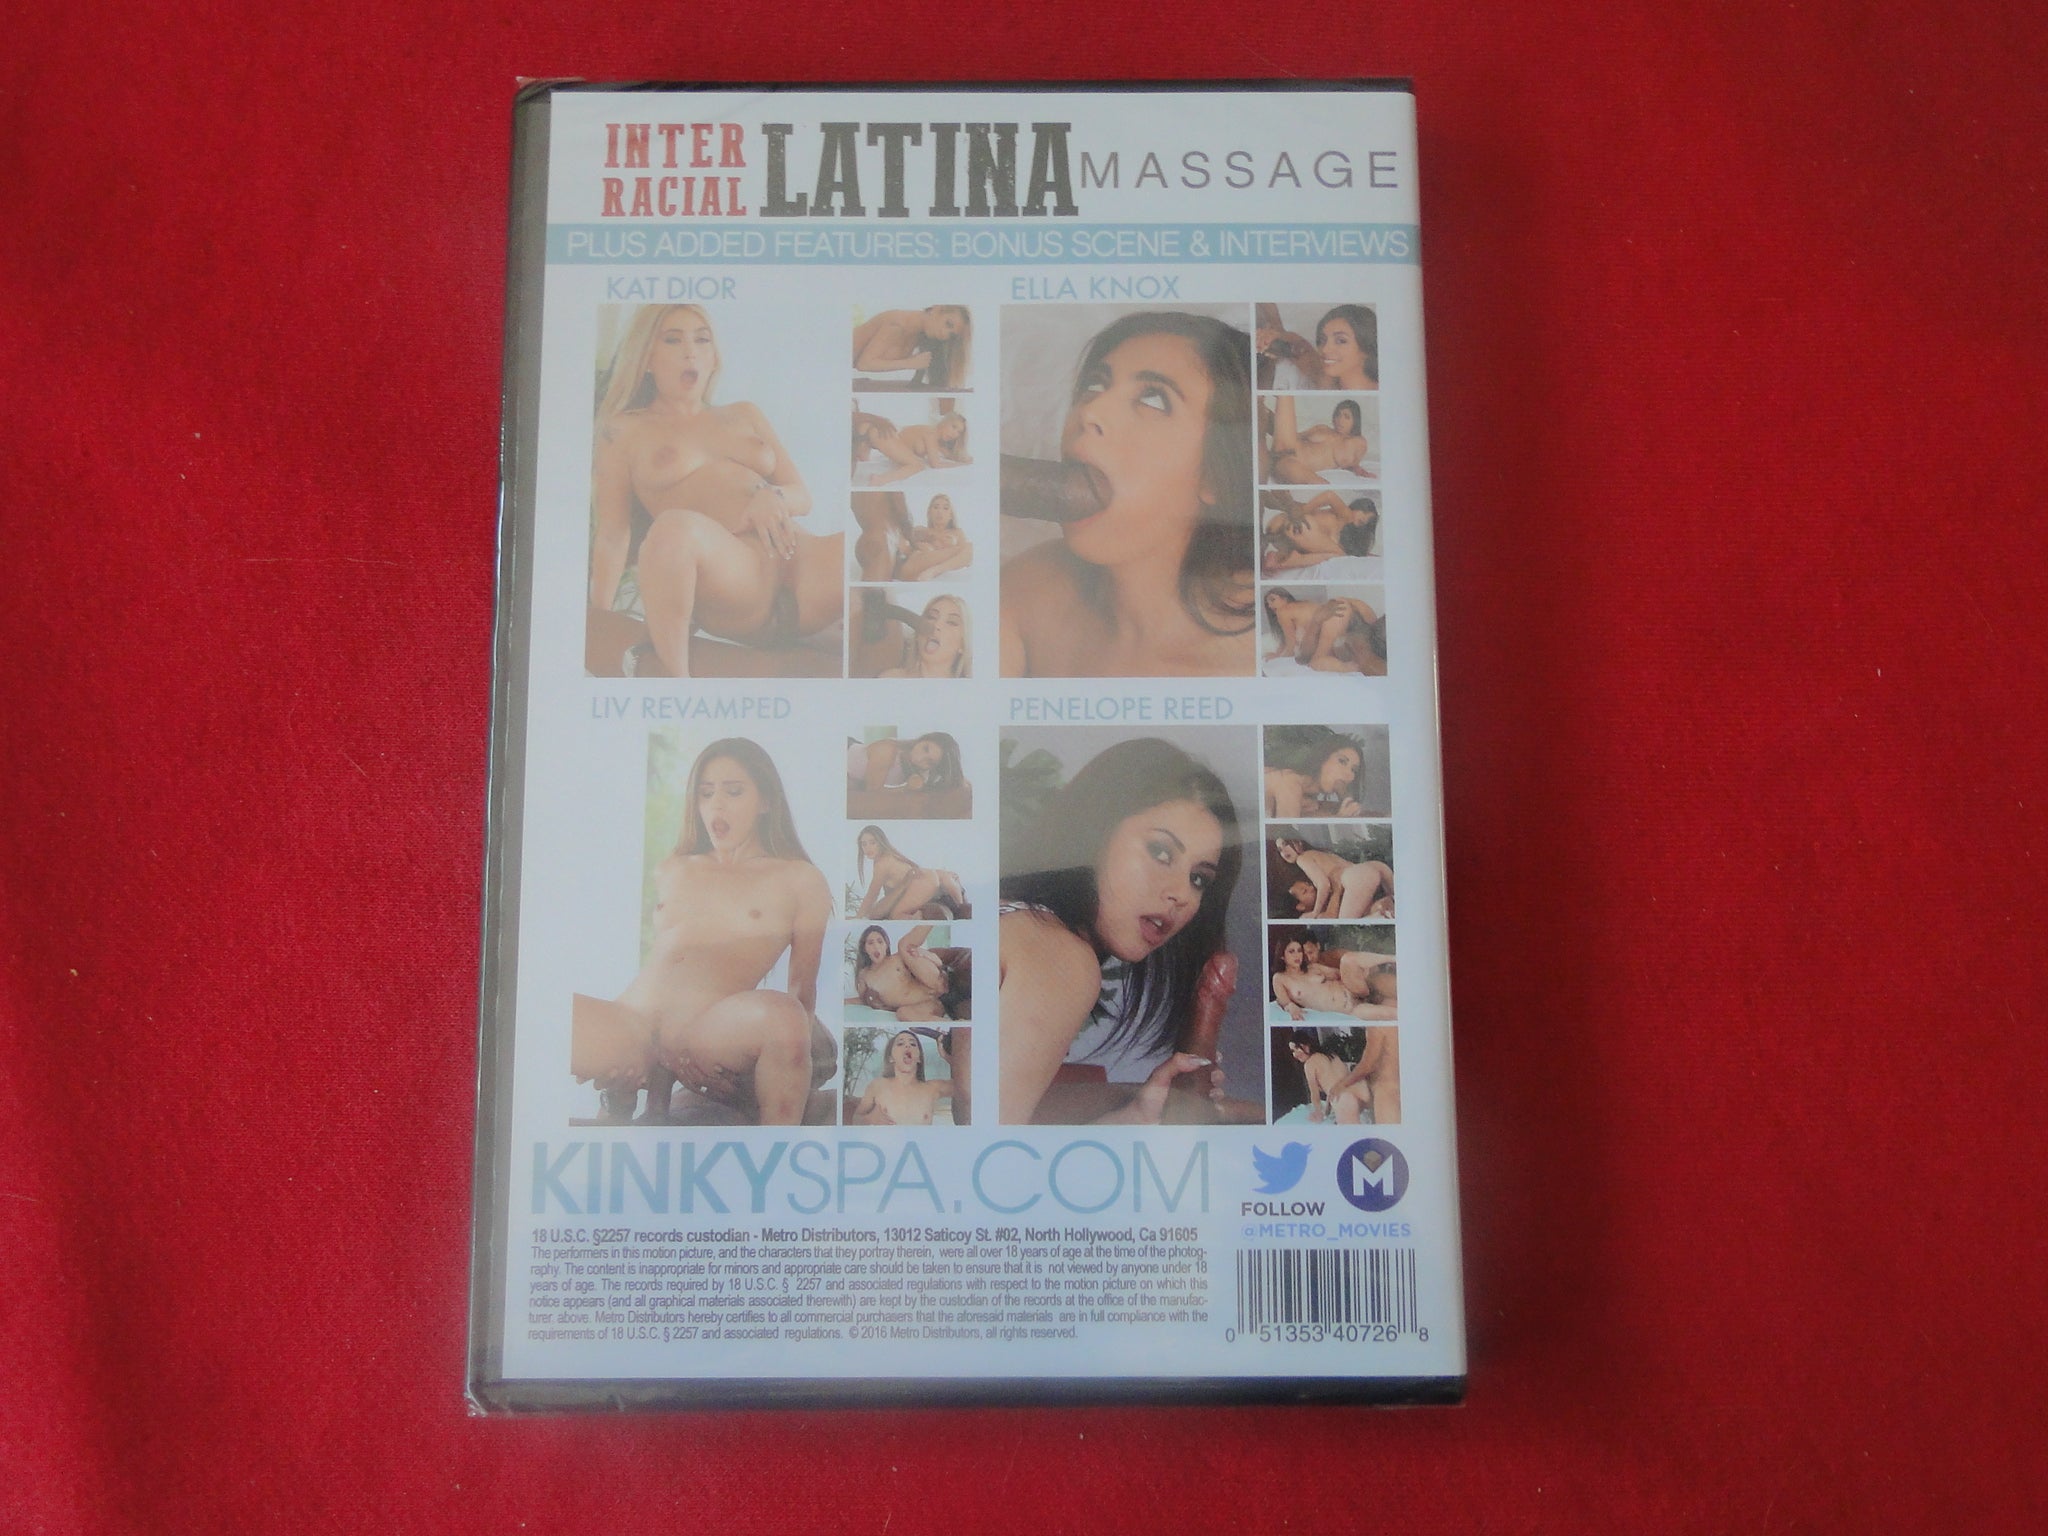 INTER RACIAL LATINA MASSAGE
PLUS ADDED FEATURES: BONUS SCENE & INTERVIEWS
KAT DIOR
ELLA KNOX
LIV REVAMPED
PENELOPE REED
KINKYSPA.COM
FOLLOW
@METRO_MOVIES
M
18 U.S.C. §2257 records custodian - Metro Distributors, 13012 Saticoy St. #02, North Hollywood, Ca 91605
The performers in this motion picture, and the characters that they portray therein, were all over 18 years of age at the time of the photog-
raphy. The content is inappropriate for minors and appropriate care should be taken to ensure that it is not viewed by anyone under 18
years of age. The records required by 18 U.S.C. § 2257 and associated regulations with respect to the motion picture on which this
notice appears (and all graphical materials associated therewith) are kept by the custodian of the records at the office of the manufac-
turer above. Metro Distributors hereby certifies to all commercial purchasers that the aforesaid materials are in full compliance with the
requirements of 18 U.S.C. § 2257 and associated regulations. © 2016 Metro Distributors, all rights reserved.
0 51353 40726 8